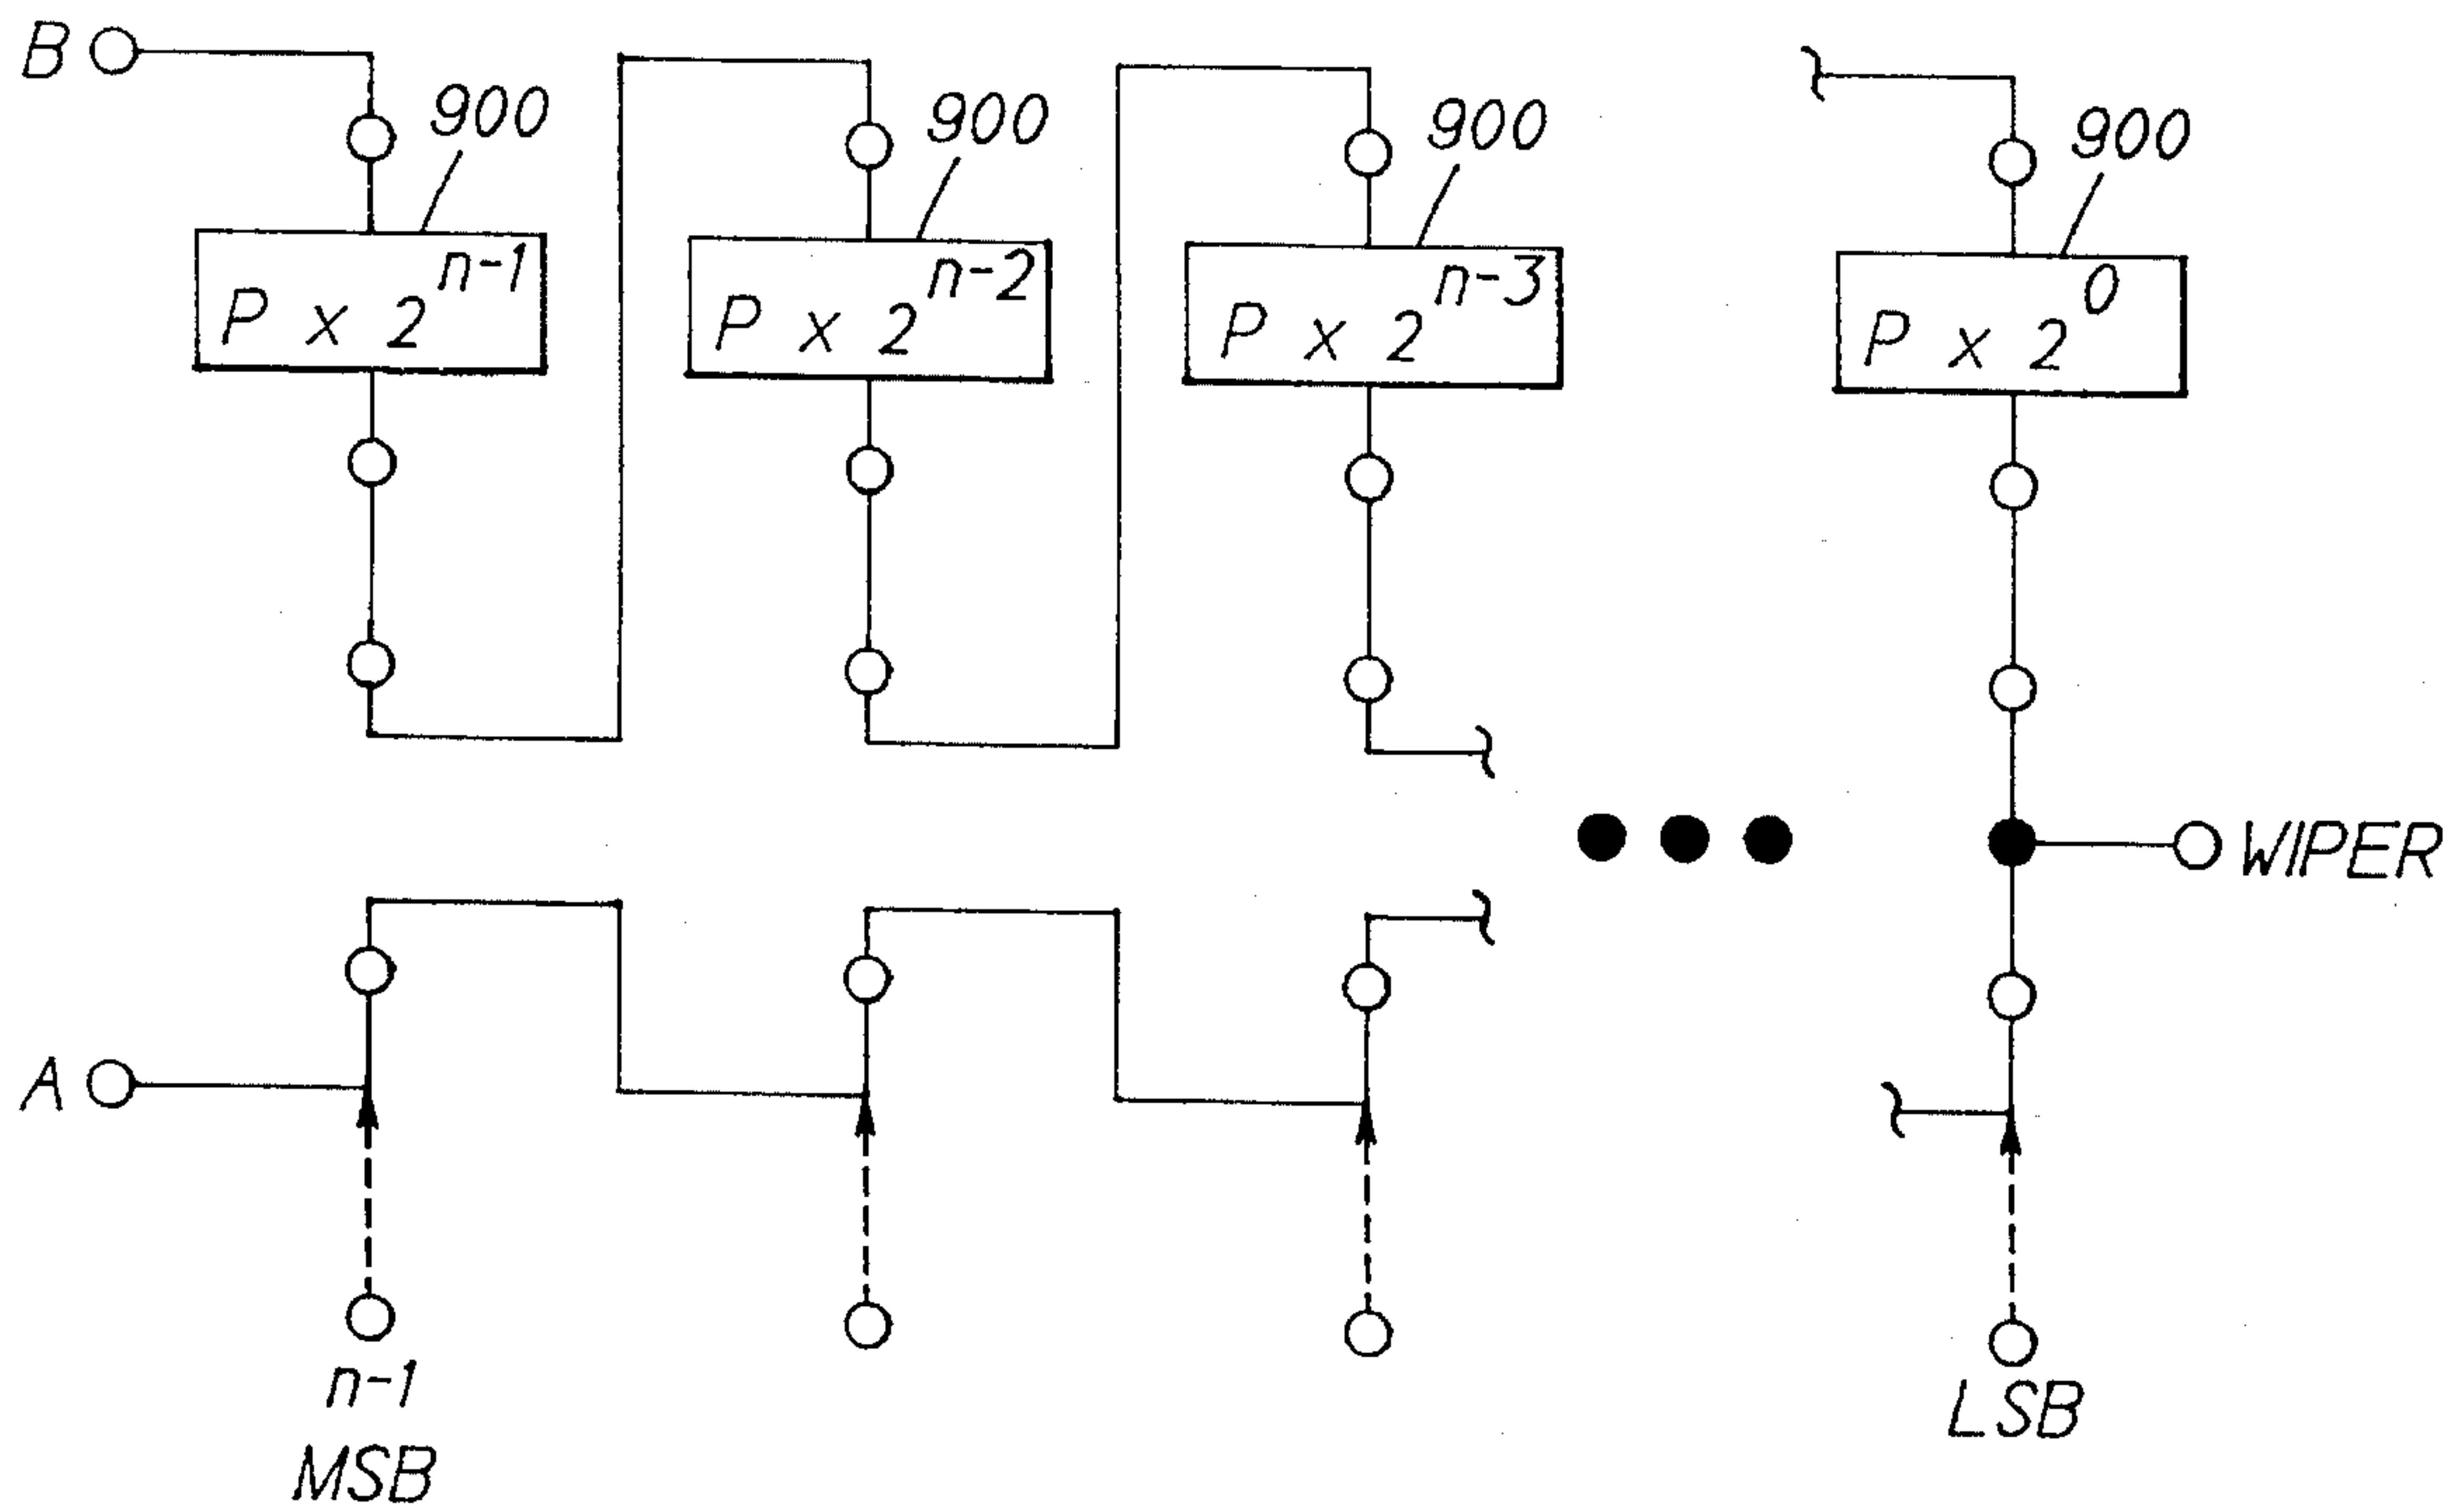 B
900
900
900
900
P x 2^n-1
P x 2^n-2
P x 2^n-3
P x 2^0
WIPER
A
n-1
MSB
LSB